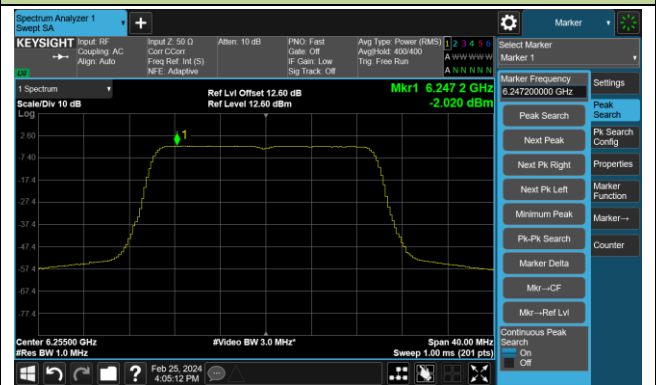 Spectrum Analyzer 1
Swept SA
+
Marker
KEYSIGHT
Input: RF
Coupling: AC
Align: Auto
Input Z: 50 Ω
Corr CCorr
Freq Ref: Int (S)
NFE: Adaptive
Atten: 10 dB
PNO: Fast
Gate: Off
IF Gain: Low
Sig Track: Off
Avg Type: Power (RMS)
Avg|Hold: 400/400
Trig: Free Run
1 2 3 4 5 6
A W W W W W
A N N N N N
LXI
Select Marker
Marker 1
1 Spectrum
Scale/Div 10 dB
Log
Ref Lvl Offset 12.60 dB
Ref Level 12.60 dBm
Mkr1 6.247 2 GHz
-2.020 dBm
1
2.60
-7.40
-17.4
-27.4
-37.4
-47.4
-57.4
-67.4
-77.4
Center 6.25500 GHz
#Res BW 1.0 MHz
#Video BW 3.0 MHz*
Span 40.00 MHz
Sweep 1.00 ms (201 pts)
Marker Frequency
6.247200000 GHz
Peak Search
Next Peak
Next Pk Right
Next Pk Left
Minimum Peak
Pk-Pk Search
Marker Delta
Mkr→CF
Mkr→Ref Lvl
Continuous Peak
Search
On
Off
Settings
Peak
Search
Pk Search
Config
Properties
Marker
Function
Marker→
Counter
?
Feb 25, 2024
4:05:12 PM